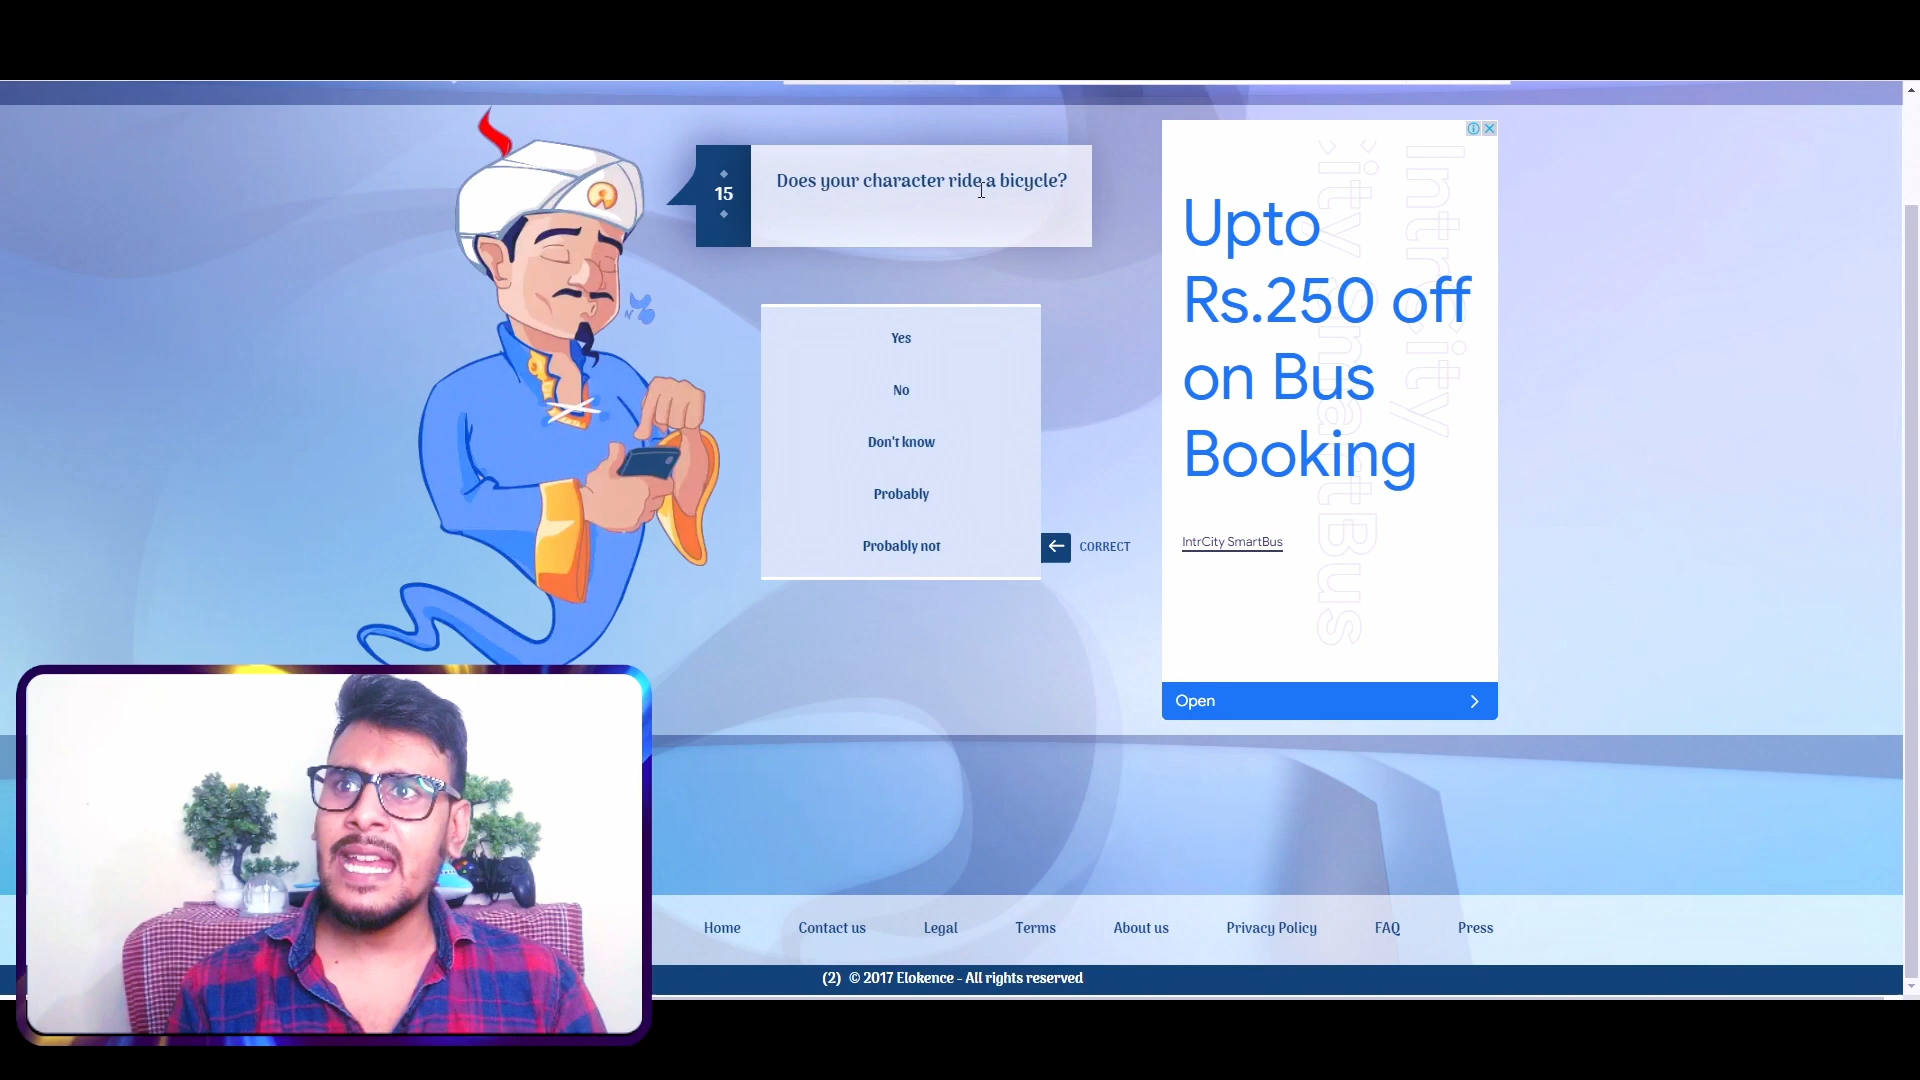 15
Does your character ride a bicycle?
Yes
No
Don't know
Probably
Probably not
CORRECT
IntrCity
SmartBus
Upto
Rs.250 off
on Bus
Booking
IntrCity SmartBus
Open
Home
Contact us
Legal
Terms
About us
Privacy Policy
FAQ
Press
(2) © 2017 Elokence - All rights reserved